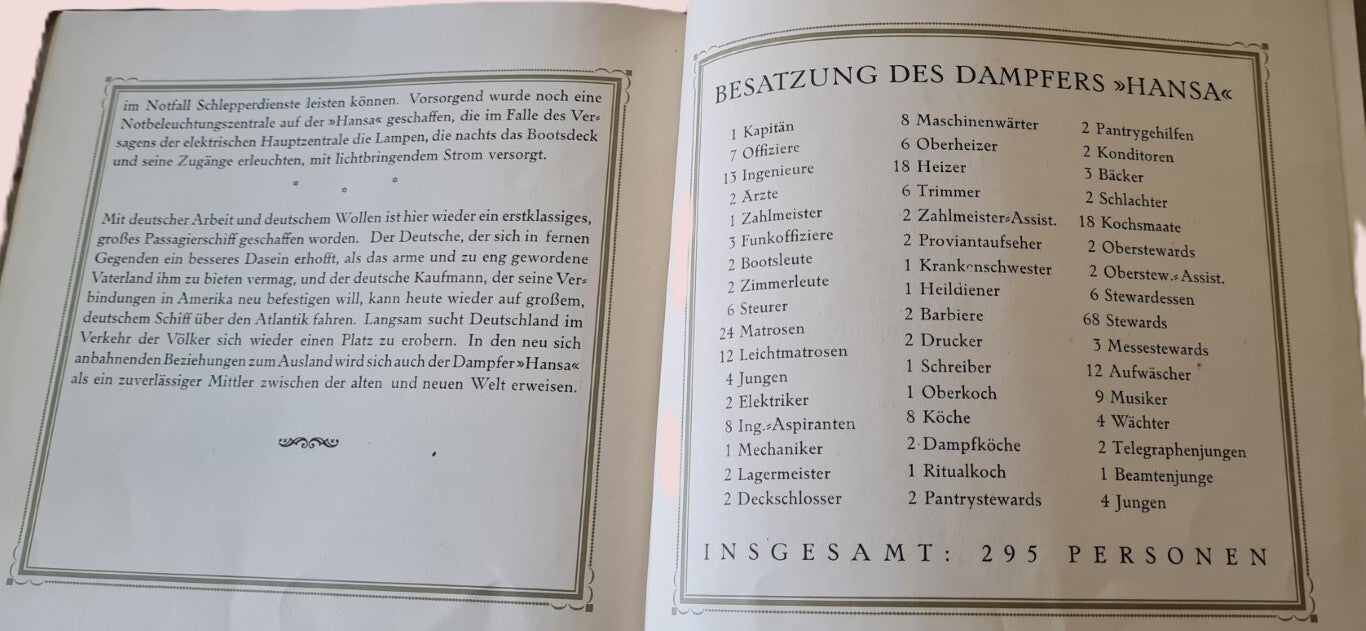 im Notfall Schlepperdienste leisten können. Vorsorgend wurde noch eine
Notbeleuchtungszentrale auf der »Hansa« geschaffen, die im Falle des Ver-
sagens der elektrischen Hauptzentrale die Lampen, die nachts das Bootsdeck
und seine Zugänge erleuchten, mit lichtbringendem Strom versorgt.
* * *
Mit deutscher Arbeit und deutschem Wollen ist hier wieder ein erstklassiges,
großes Passagierschiff geschaffen worden. Der Deutsche, der sich in fernen
Gegenden ein besseres Dasein erhofft, als das arme und zu eng gewordene
Vaterland ihm zu bieten vermag, und der deutsche Kaufmann, der seine Ver-
bindungen in Amerika neu befestigen will, kann heute wieder auf großem,
deutschem Schiff über den Atlantik fahren. Langsam sucht Deutschland im
Verkehr der Völker sich wieder einen Platz zu erobern. In den neu sich
anbahnenden Beziehungen zum Ausland wird sich auch der Dampfer »Hansa«
als ein zuverlässiger Mittler zwischen der alten und neuen Welt erweisen.
BESATZUNG DES DAMPFERS »HANSA«
1 Kapitän
7 Offiziere
13 Ingenieure
2 Ärzte
1 Zahlmeister
3 Funkoffiziere
2 Bootsleute
2 Zimmerleute
6 Steurer
24 Matrosen
12 Leichtmatrosen
4 Jungen
2 Elektriker
8 Ing.-Aspiranten
1 Mechaniker
2 Lagermeister
2 Deckschlosser
8 Maschinenwärter
6 Oberheizer
18 Heizer
6 Trimmer
2 Zahlmeister-Assist.
2 Proviantaufseher
1 Krankenschwester
1 Heildiener
2 Barbiere
2 Drucker
1 Schreiber
1 Oberkoch
8 Köche
2 Dampfköche
1 Ritualkoch
2 Pantrystewards
2 Pantrygehilfen
2 Konditoren
3 Bäcker
2 Schlachter
18 Kochsmaate
2 Oberstewards
2 Oberstew.-Assist.
6 Stewardessen
68 Stewards
3 Messestewards
12 Aufwäscher
9 Musiker
4 Wächter
2 Telegraphenjungen
1 Beamtenjunge
4 Jungen
INSGESAMT: 295 PERSONEN